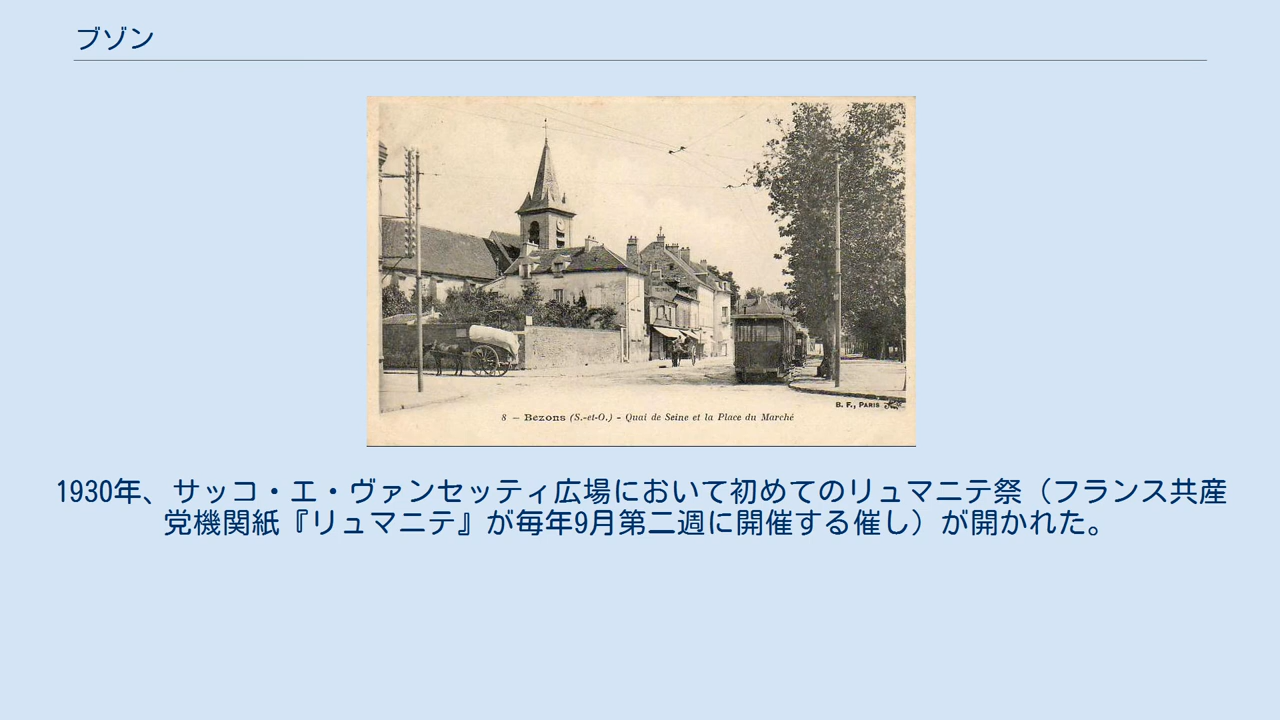 ブゾン
8 – Bezons (S.-et-O.) - Quai de Seine et la Place du Marché
B. F., PARIS
1930年、サッコ・エ・ヴァンセッティ広場において初めてのリュマニテ祭（フランス共産
党機関紙『リュマニテ』が毎年9月第二週に開催する催し）が開かれた。